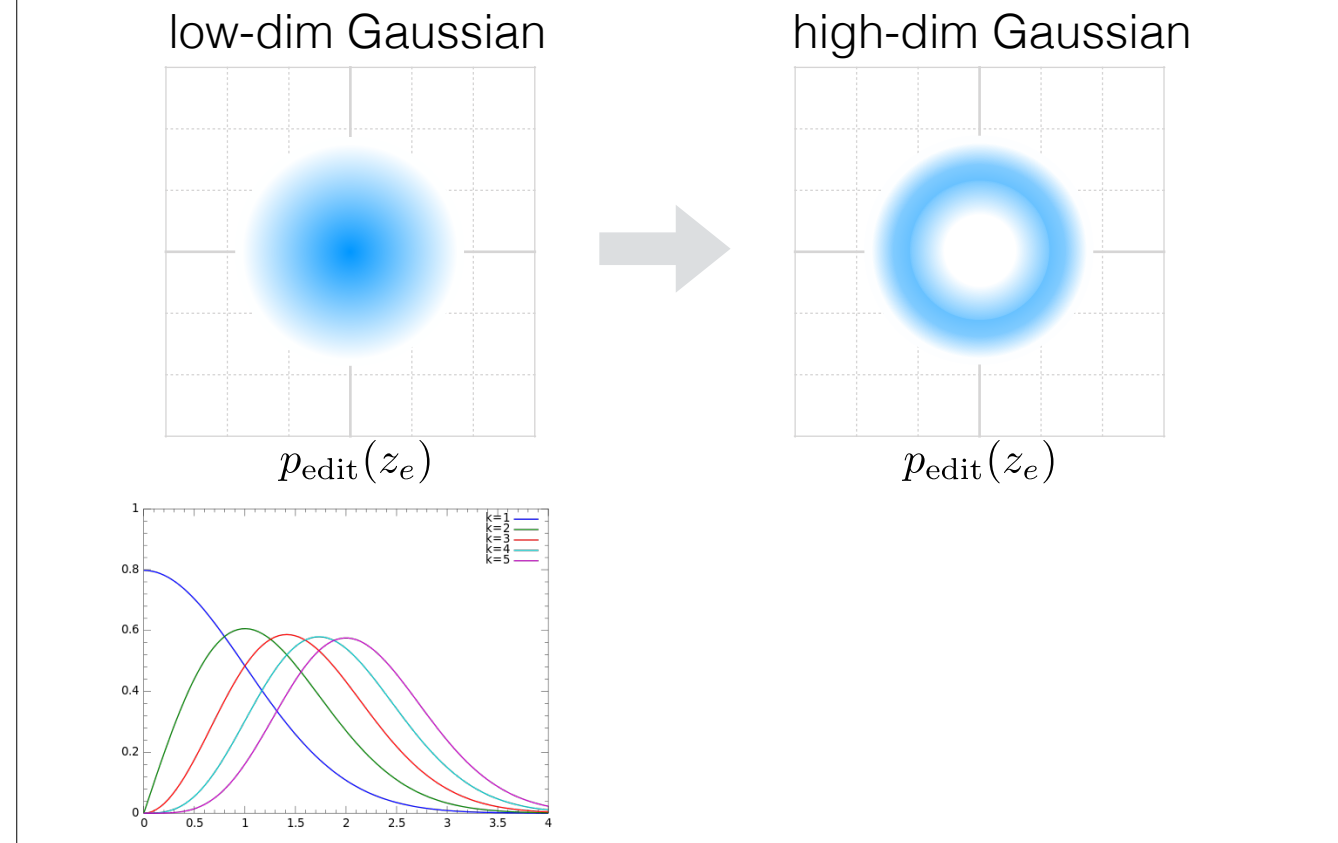 low-dim Gaussian
high-dim Gaussian
p_edit(z_e)
p_edit(z_e)
1
0.8
0.6
0.4
0.2
0
k=1
k=2
k=3
k=4
k=5
0 0.5 1 1.5 2 2.5 3 3.5 4